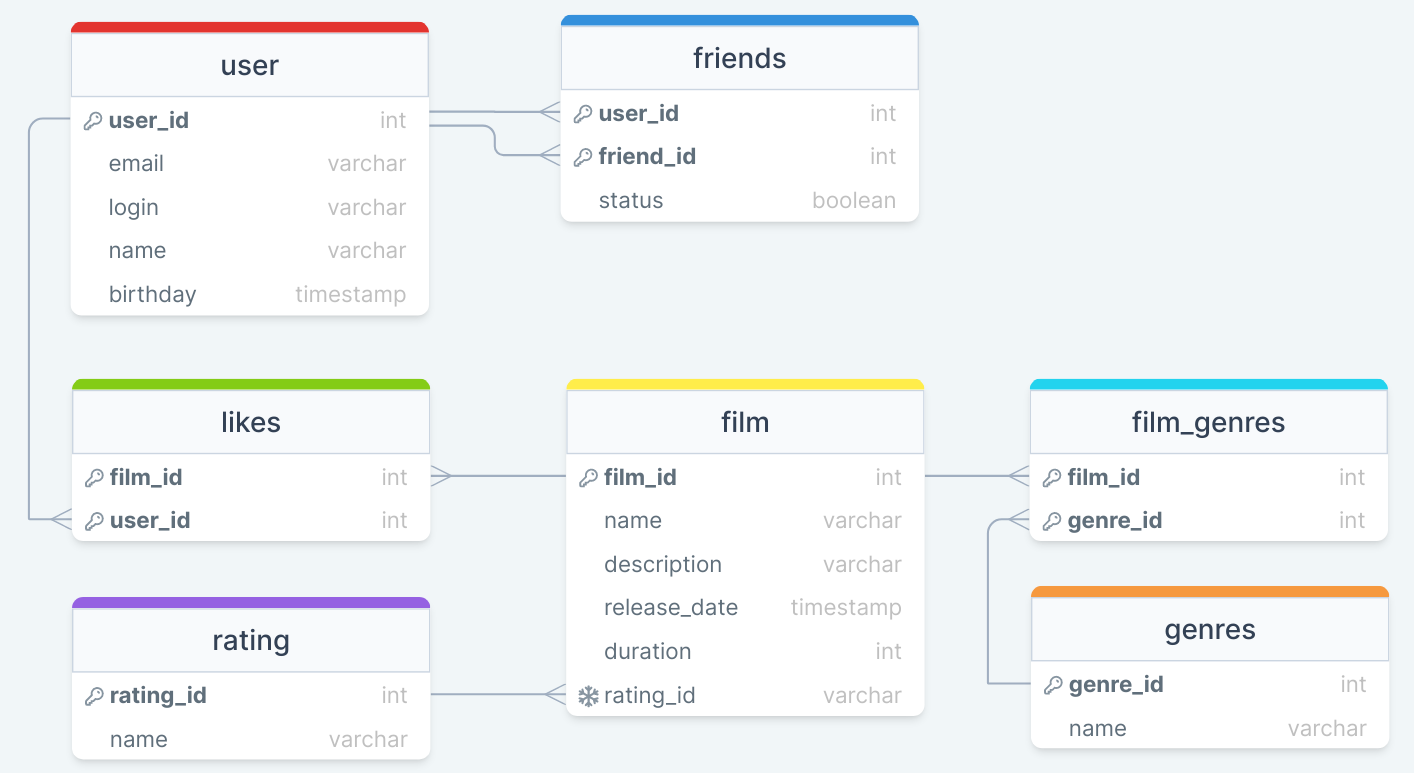 user
user_id int
email varchar
login varchar
name varchar
birthday timestamp
friends
user_id int
friend_id int
status boolean
likes
film_id int
user_id int
film
film_id int
name varchar
description varchar
release_date timestamp
duration int
rating_id varchar
film_genres
film_id int
genre_id int
rating
rating_id int
name varchar
genres
genre_id int
name varchar